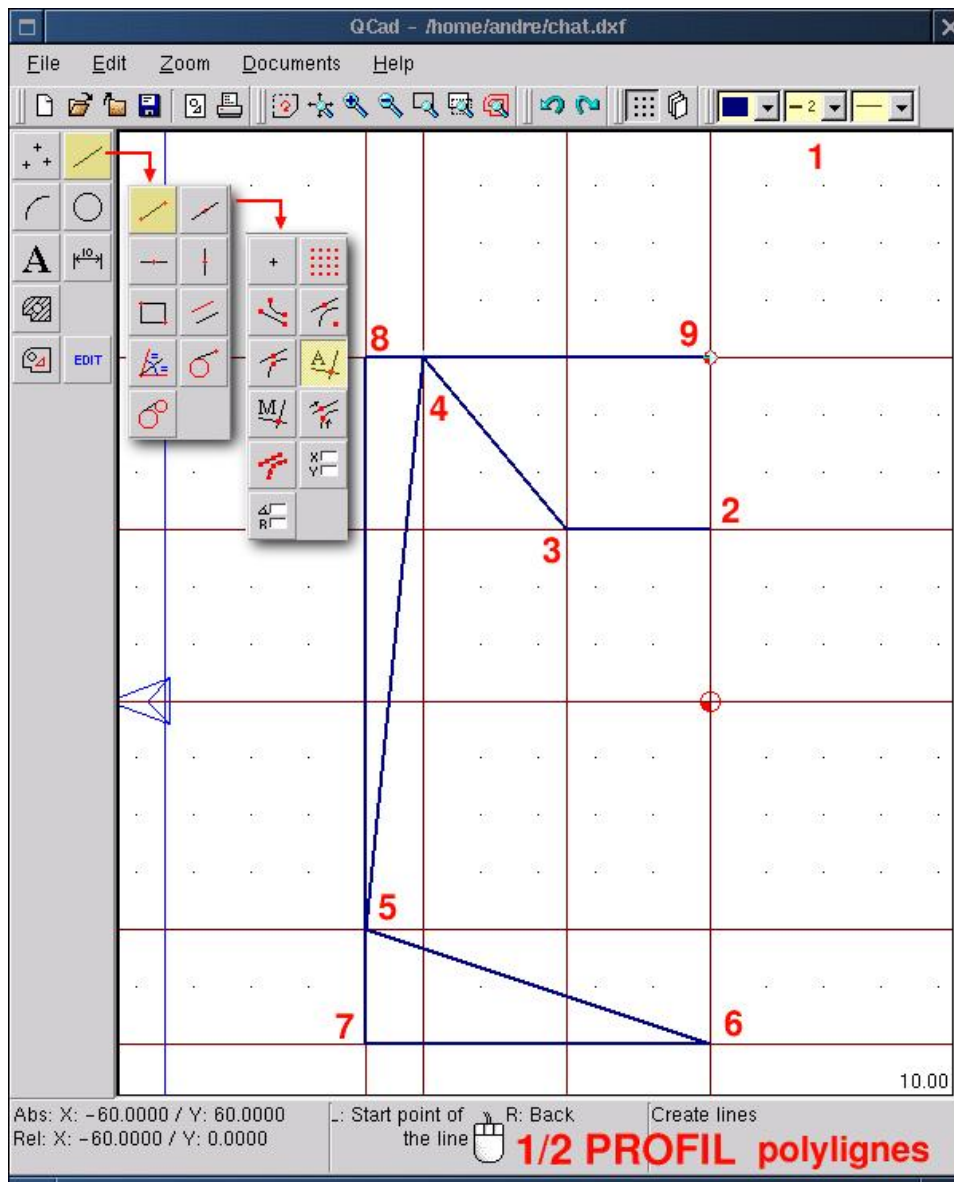 QCad - /home/andre/chat.dxf
File Edit Zoom Documents Help
2
1
A
10
EDIT
A
M
X
Y
R
8
9
4
2
3
5
7
6
10.00
Abs: X: -60.0000 / Y: 60.0000
Rel: X: -60.0000 / Y: 0.0000
L: Start point of
the line
R: Back
Create lines
1/2 PROFIL polylignes